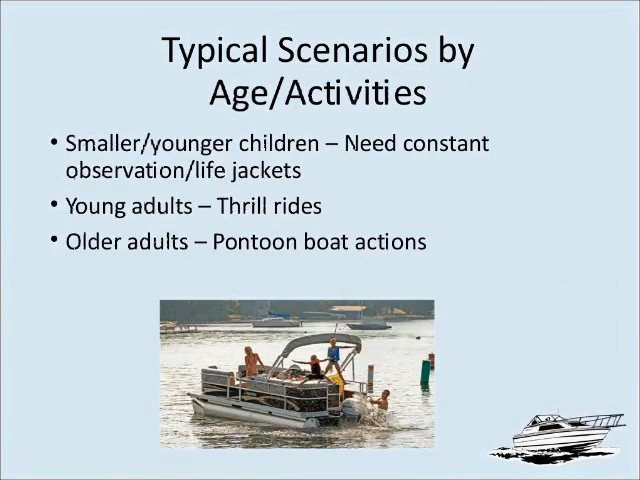 Typical Scenarios by
Age/Activities
• Smaller/younger children – Need constant
observation/life jackets
• Young adults – Thrill rides
• Older adults – Pontoon boat actions